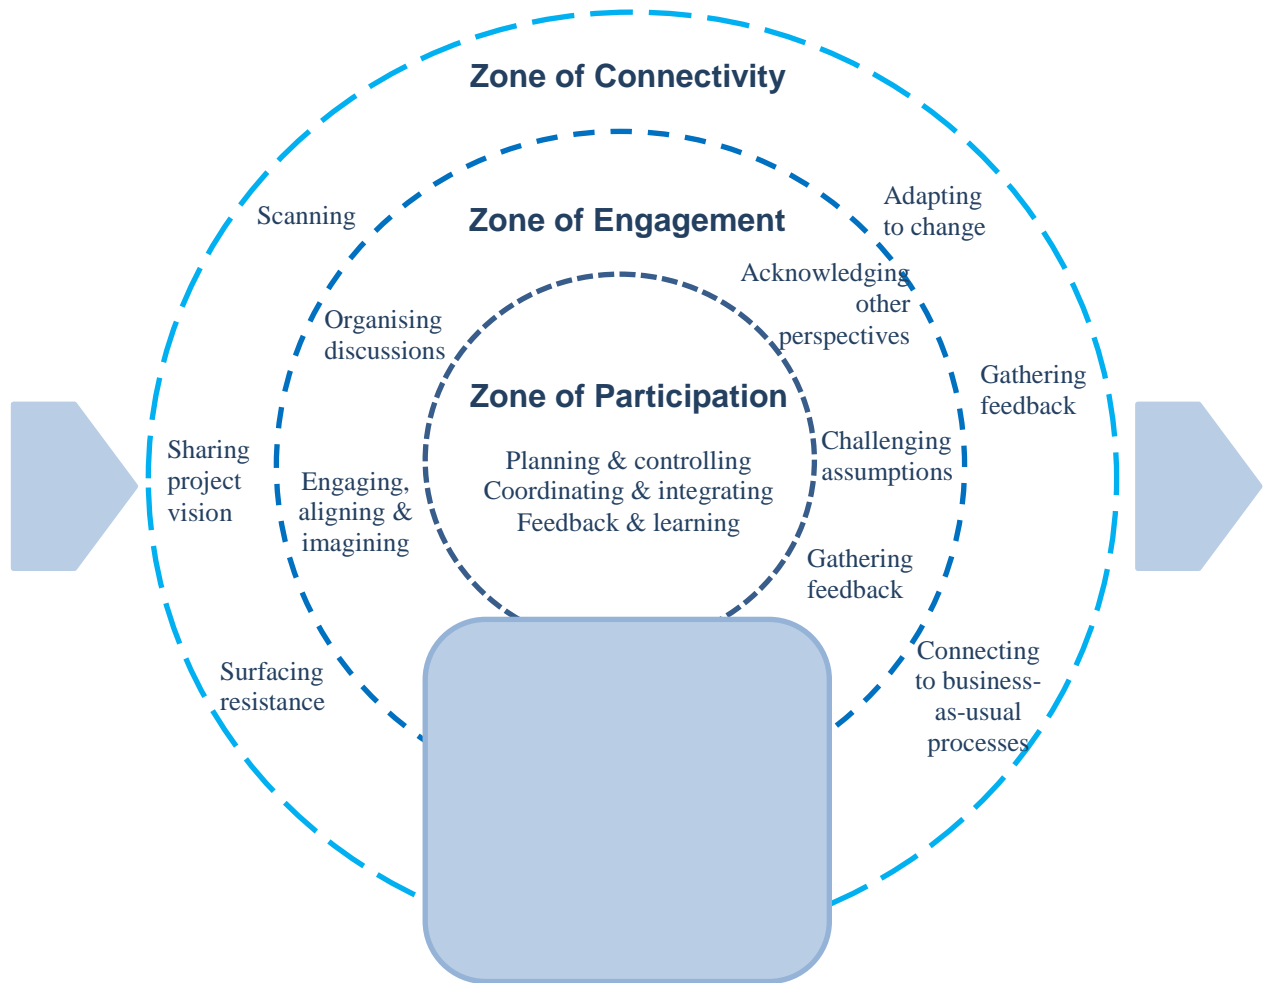 Zone of Connectivity
Scanning
Adapting
to change
Zone of Engagement
Acknowledging
other
perspectives
Organising
discussions
Gathering
feedback
Zone of Participation
Sharing
project
vision
Engaging,
aligning &
imagining
Planning & controlling
Coordinating & integrating
Feedback & learning
Challenging
assumptions
Gathering
feedback
Surfacing
resistance
Connecting
to business-
as-usual
processes